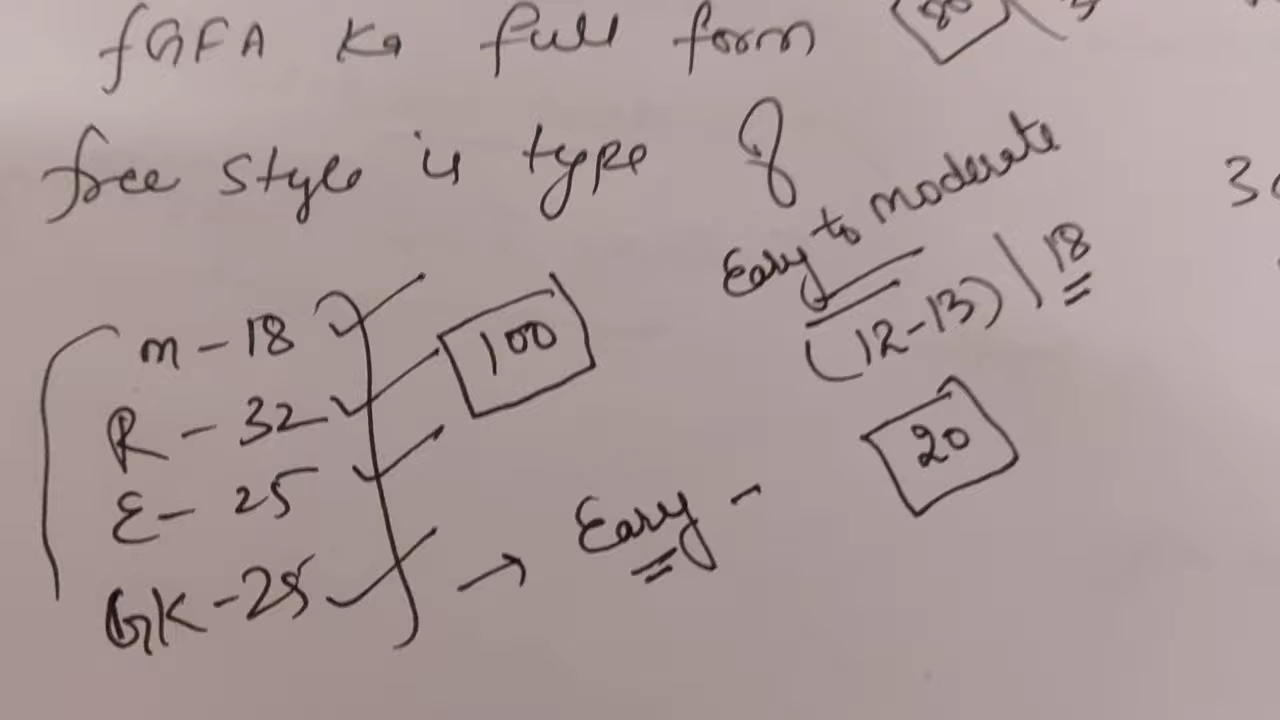 fGFA Ka full form
80
free style is type of
Easy to moderate
(12-13) | 18
m - 18
100
R - 32
E - 25
20
GK - 25
→ Easy -